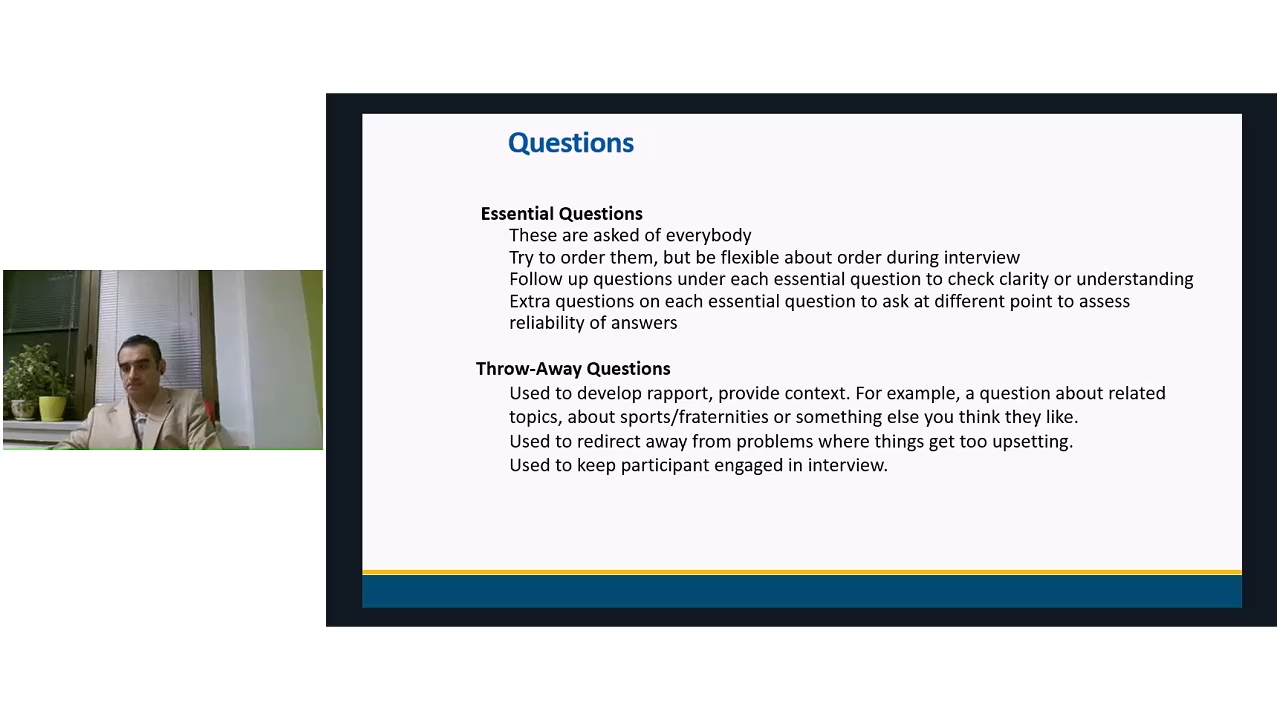 Questions
Essential Questions
These are asked of everybody
Try to order them, but be flexible about order during interview
Follow up questions under each essential question to check clarity or understanding
Extra questions on each essential question to ask at different point to assess
reliability of answers
Throw-Away Questions
Used to develop rapport, provide context. For example, a question about related
topics, about sports/fraternities or something else you think they like.
Used to redirect away from problems where things get too upsetting.
Used to keep participant engaged in interview.